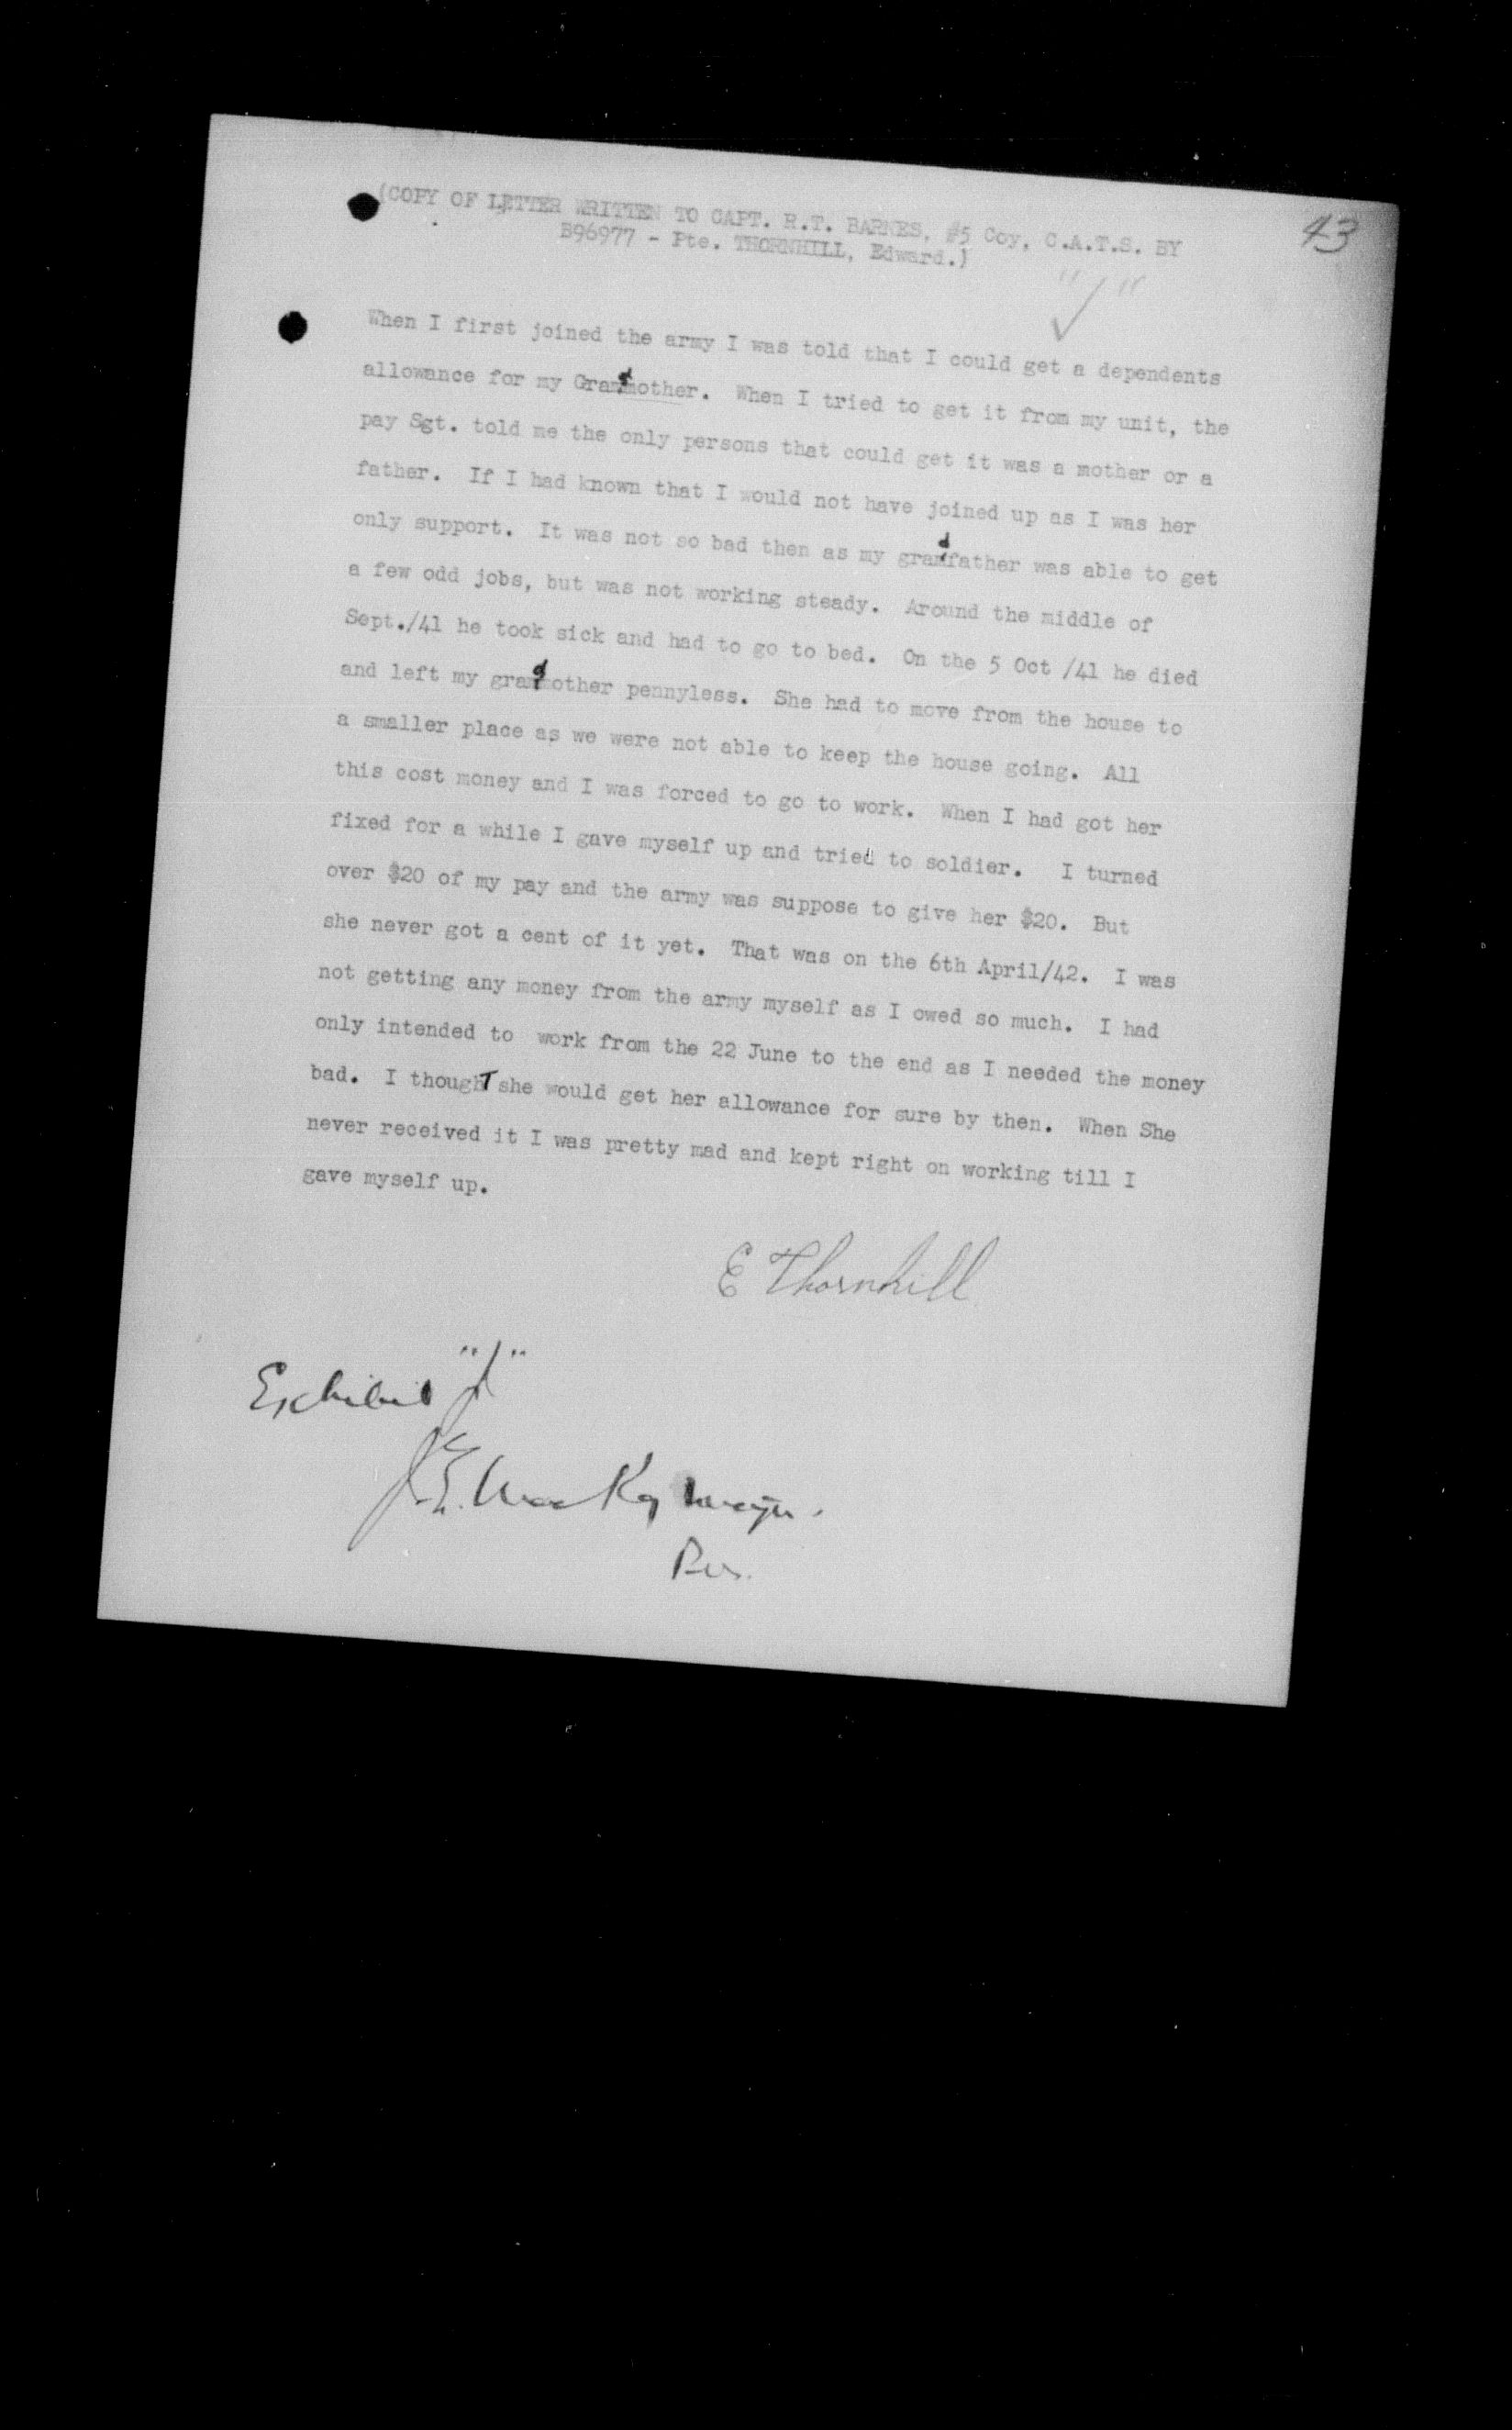 43
(COPY OF LETTER WRITTEN TO CAPT. R.T. BARNES, #5 Coy, C.A.T.S. BY
B96977 - Pte. THORNHILL, Edward.)
"J"
When I first joined the army I was told that I could get a dependents
allowance for my Grandmother. When I tried to get it from my unit, the
pay Sgt. told me the only persons that could get it was a mother or a
father. If I had known that I would not have joined up as I was her
only support. It was not so bad then as my grandfather was able to get
a few odd jobs, but was not working steady. Around the middle of
Sept./41 he took sick and had to go to bed. On the 5 Oct /41 he died
and left my grandmother pennyless. She had to move from the house to
a smaller place as we were not able to keep the house going. All
this cost money and I was forced to go to work. When I had got her
fixed for a while I gave myself up and tried to soldier. I turned
over $20 of my pay and the army was suppose to give her $20. But
she never got a cent of it yet. That was on the 6th April/42. I was
not getting any money from the army myself as I owed so much. I had
only intended to work from the 22 June to the end as I needed the money
bad. I thought she would get her allowance for sure by then. When She
never received it I was pretty mad and kept right on working till I
gave myself up.
E Thornhill
Exhibit "J"
J.E. MacKay Major.